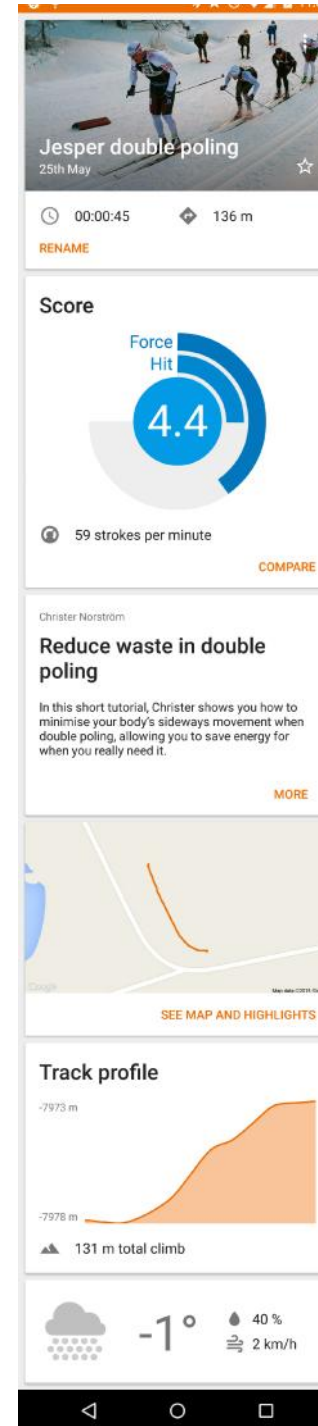 Jesper double poling
25th May
00:00:45
136 m
RENAME
Score
Force
Hit
4.4
59 strokes per minute
COMPARE
Christer Norström
Reduce waste in double
poling
In this short tutorial, Christer shows you how to
minimise your body's sideways movement when
double poling, allowing you to save energy for
when you really need it.
MORE
Google
SEE MAP AND HIGHLIGHTS
Track profile
-7973 m
-7978 m
131 m total climb
-1°
40 %
2 km/h